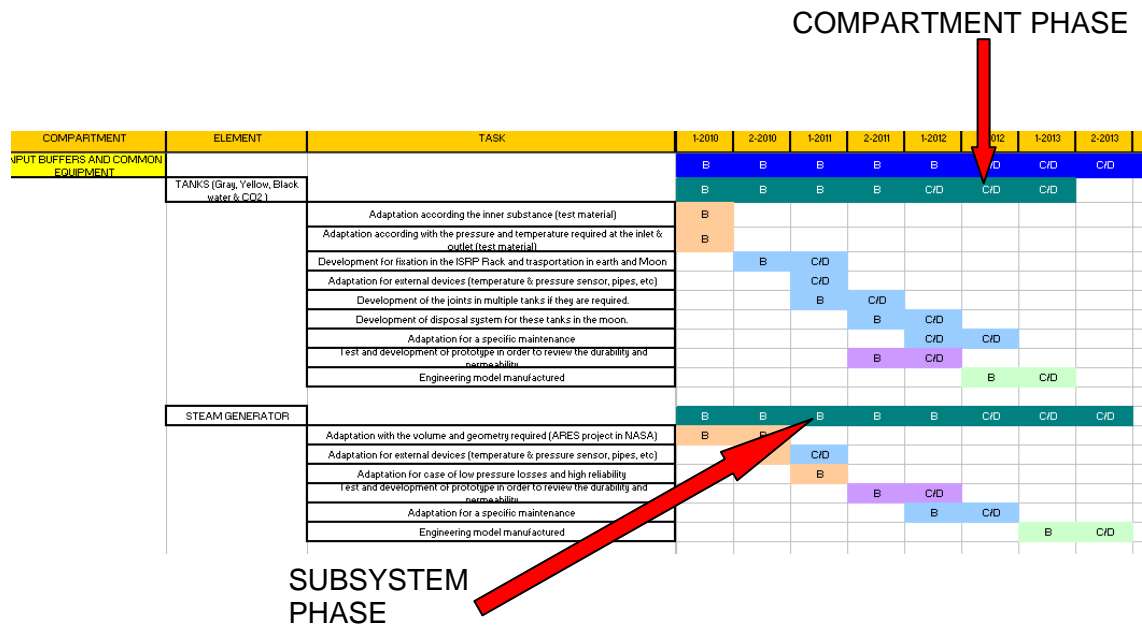 COMPARTMENT PHASE
COMPARTMENT ELEMENT TASK 1-2010 2-2010 1-2011 2-2011 1-2012 2012 1-2013 2-2013
INPUT BUFFERS AND COMMON
EQUIPMENT
B B B B B C/D C/D C/D
TANKS (Gray, Yellow, Black
water & CO2 )
B B B B C/D C/D C/D
Adaptation according the inner substance (test material) B
Adaptation according with the pressure and temperature required at the inlet &
outlet (test material)
B
Development for fixation in the ISRP Rack and trasportation in earth and Moon B C/D
Adaptation for external devices (temperature & pressure sensor, pipes, etc) C/D
Development of the joints in multiple tanks if they are required. B C/D
Development of disposal system for these tanks in the moon. B C/D
Adaptation for a specific maintenance C/D C/D
Test and development of prototype in order to review the durability and
permeability
B C/D
Engineering model manufactured B C/D
STEAM GENERATOR B B B B B C/D C/D C/D
Adaptation with the volume and geometry required (ARES project in NASA) B B
Adaptation for external devices (temperature & pressure sensor, pipes, etc) C/D
Adaptation for case of low pressure losses and high reliability B
Test and development of prototype in order to review the durability and
permeability
B C/D
Adaptation for a specific maintenance B C/D
Engineering model manufactured B C/D
SUBSYSTEM
PHASE